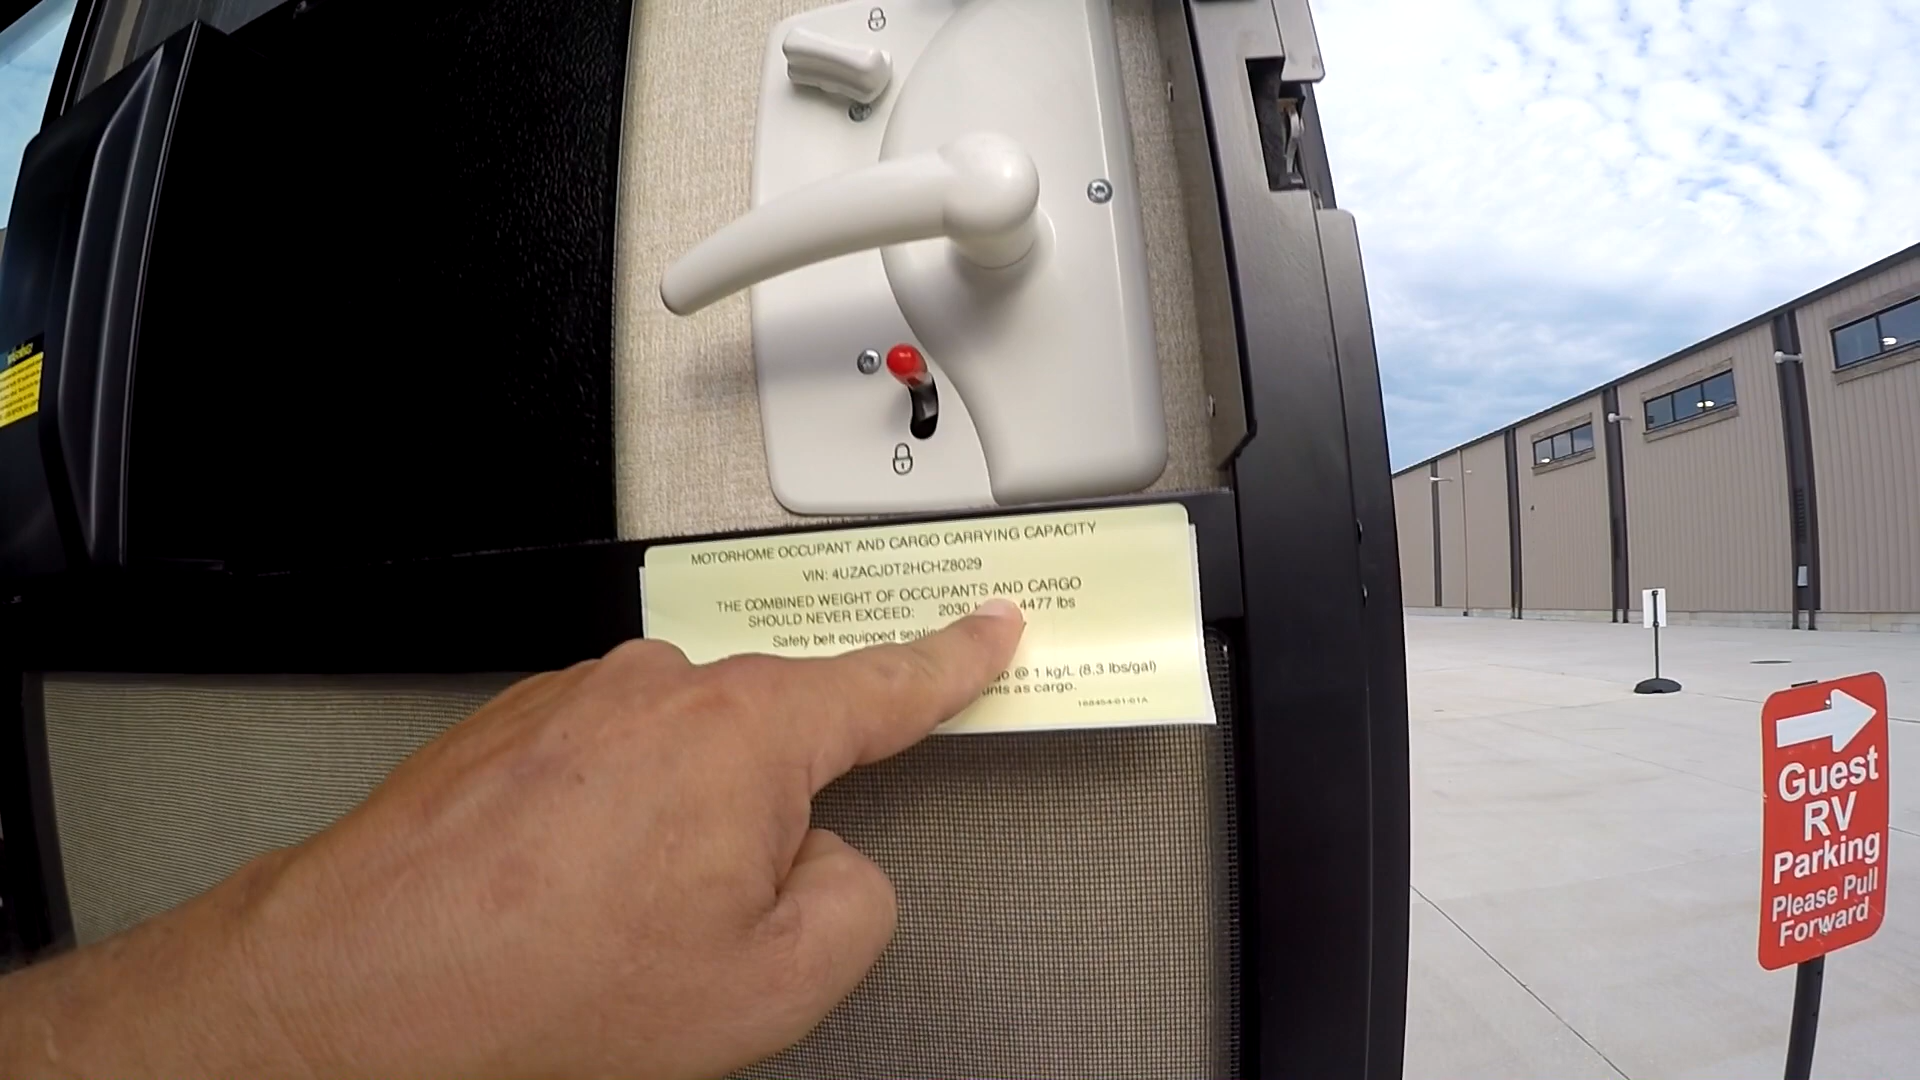 MOTORHOME OCCUPANT AND CARGO CARRYING CAPACITY
VIN: 4UZACJDT2HCHZ8029
THE COMBINED WEIGHT OF OCCUPANTS AND CARGO
SHOULD NEVER EXCEED: 2030 4477 lbs
Safety belt equipped
@ 1 kg/L (8.3 lbs/gal)
as cargo.
Guest
RV
Parking
Please Pull
Forward